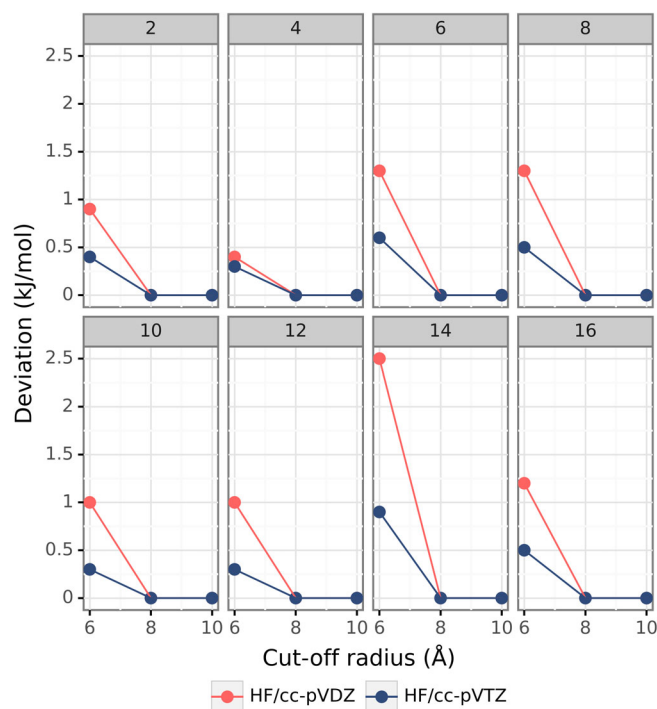 2 4 6 8
2.5
2
1.5
1
0.5
0
10 12 14 16
2.5
2
1.5
1
0.5
0
6 8 10 6 8 10 6 8 10 6 8 10
Deviation (kJ/mol)
Cut-off radius (Å)
HF/cc-pVDZ HF/cc-pVTZ